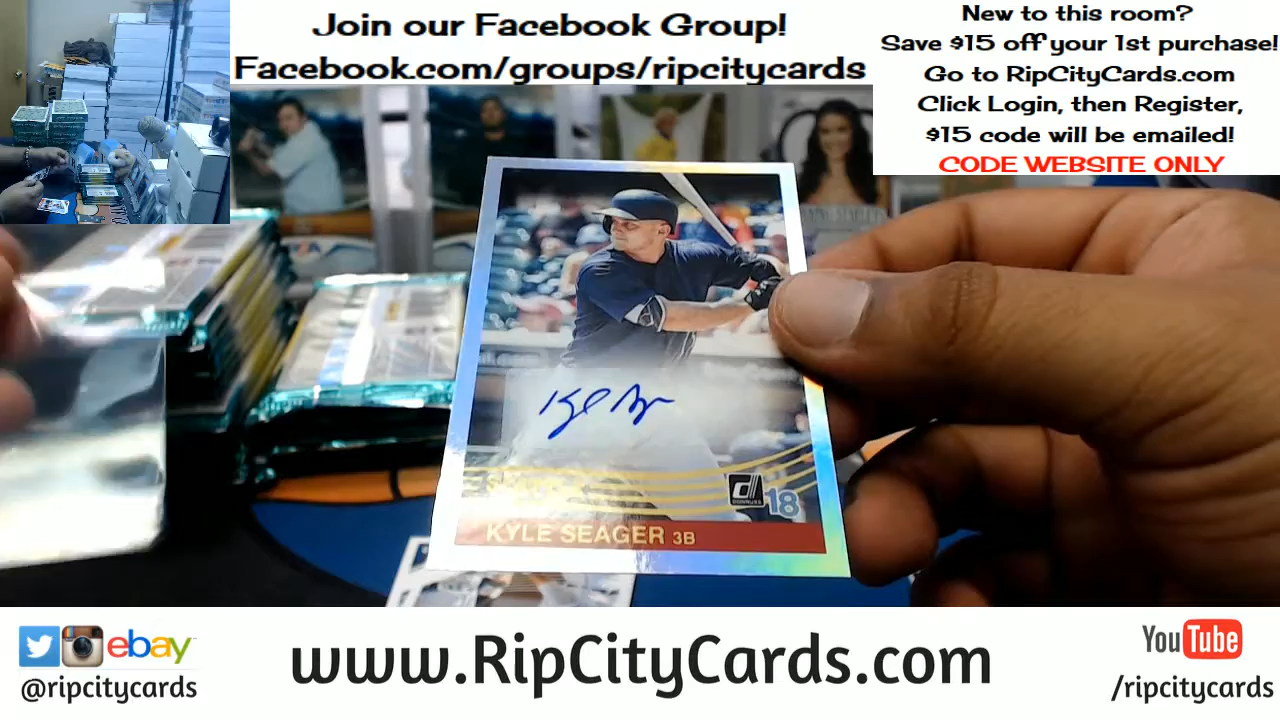 Join our Facebook Group!
Facebook.com/groups/ripcitycards
New to this room?
Save $15 off your 1st purchase!
Go to RipCityCards.com
Click Login, then Register,
$15 code will be emailed!
CODE WEBSITE ONLY
d
DONRUSS
18
KYLE SEAGER 3B
ebay
@ripcitycards
www.RipCityCards.com
YouTube
/ripcitycards